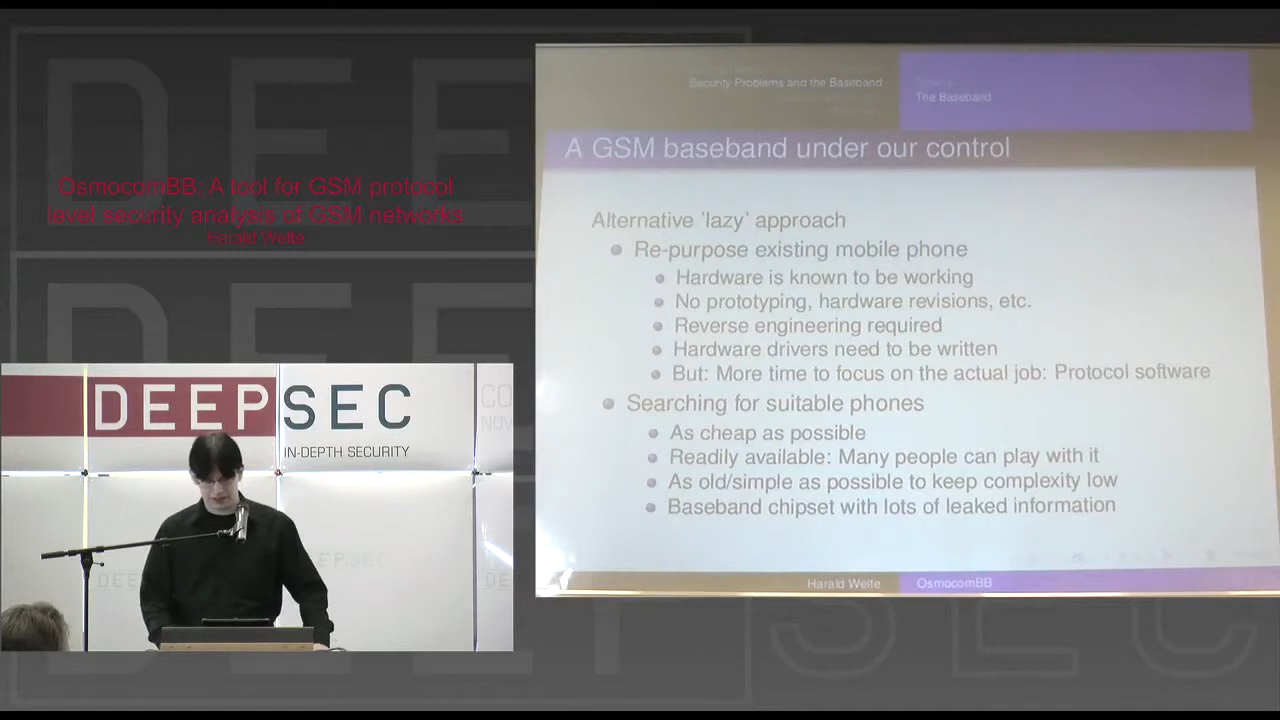 OsmocomBB: A tool for GSM protocol
level security analysis of GSM networks
Harald Welte
DEEPSEC
IN-DEPTH SECURITY
Security Problems and the Baseband
The Baseband
A GSM baseband under our control
Alternative 'lazy' approach
Re-purpose existing mobile phone
Hardware is known to be working
No prototyping, hardware revisions, etc.
Reverse engineering required
Hardware drivers need to be written
But: More time to focus on the actual job: Protocol software
Searching for suitable phones
As cheap as possible
Readily available: Many people can play with it
As old/simple as possible to keep complexity low
Baseband chipset with lots of leaked information
Harald Welte OsmocomBB